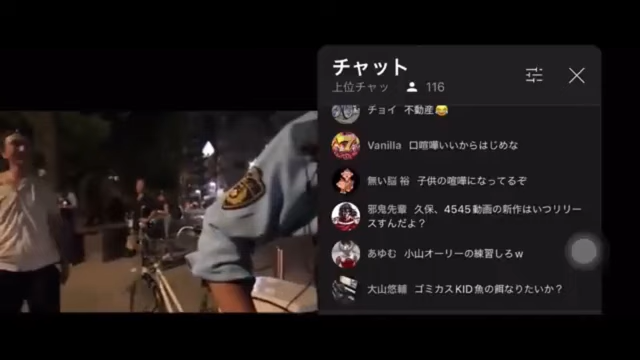 チャット
上位チャッ 116
チョイ 不動産😂
Vanilla 口喧嘩いいからはじめな
無い脳 裕 子供の喧嘩になってるぞ
邪鬼先輩 久保、4545動画の新作はいつリリー
スすんだよ？
あゆむ 小山オーリーの練習しろw
大山悠輔 ゴミカスKID魚の餌なりたいか？